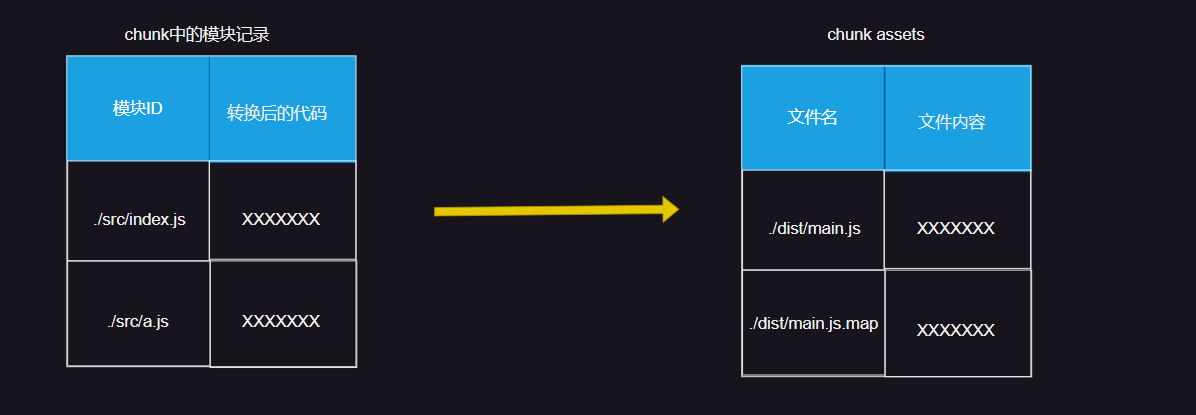 chunk中的模块记录
模块ID
转换后的代码
./src/index.js
XXXXXXX
./src/a.js
XXXXXXX
chunk assets
文件名
文件内容
./dist/main.js
XXXXXXX
./dist/main.js.map
XXXXXXX